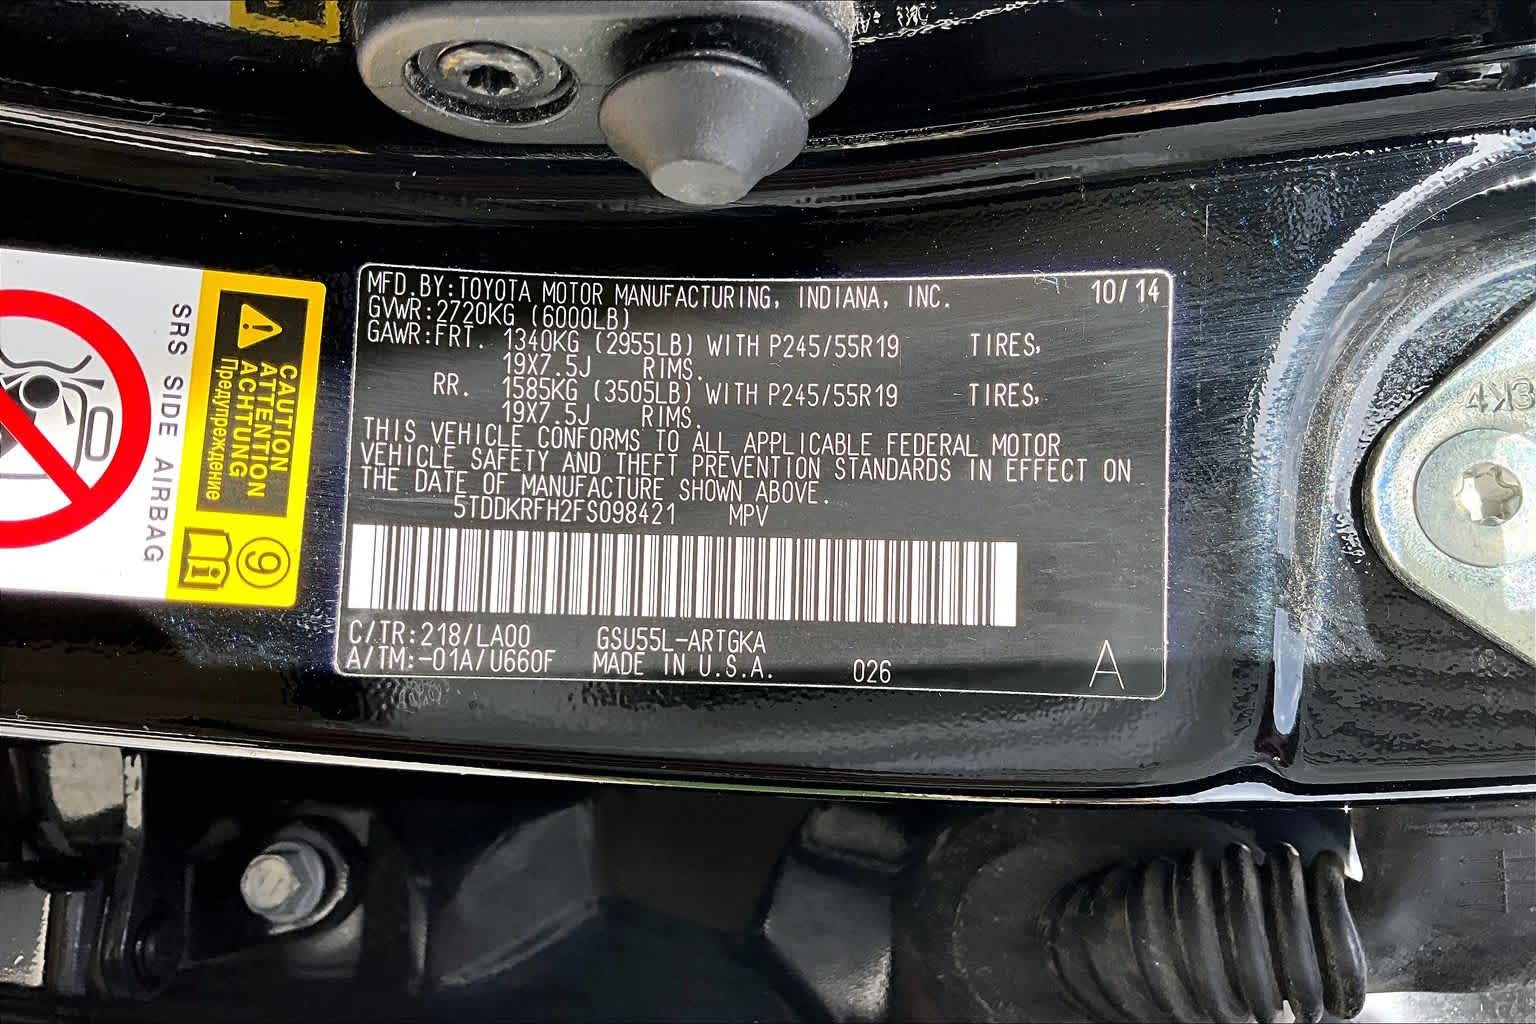 MFD.BY:TOYOTA MOTOR MANUFACTURING, INDIANA, INC. 10/14
GVWR:2720KG (6000LB)
GAWR:FRT. 1340KG (2955LB) WITH P245/55R19 TIRES,
19X7.5J RIMS.
RR. 1585KG (3505LB) WITH P245/55R19 TIRES,
19X7.5J RIMS.
THIS VEHICLE CONFORMS TO ALL APPLICABLE FEDERAL MOTOR
VEHICLE SAFETY AND THEFT PREVENTION STANDARDS IN EFFECT ON
THE DATE OF MANUFACTURE SHOWN ABOVE.
5TDDKRFH2FS098421 MPV
C/TR:218/LA00 GSU55L-ARTGKA
A/TM:-01A/U660F MADE IN U.S.A. 026 A
CAUTION
ATTENTION
ACHTUNG
Предупреждение
9
i
SRS SIDE AIRBAG